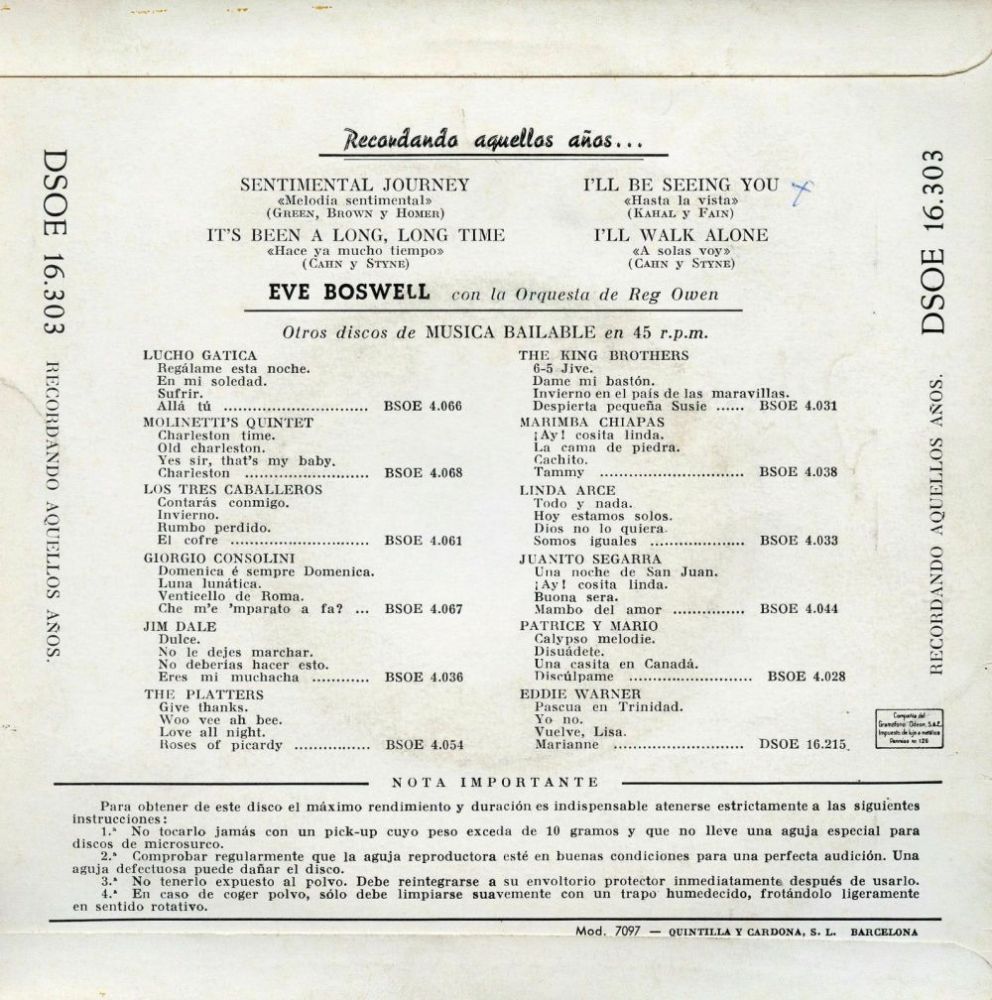 Recordando aquellos años...
SENTIMENTAL JOURNEY
«Melodía sentimental»
(GREEN, BROWN y HOMER)
IT'S BEEN A LONG, LONG TIME
«Hace ya mucho tiempo»
(CAHN y STYNE)
I'LL BE SEEING YOU
«Hasta la vista»
(KAHAL y FAIN)
I'LL WALK ALONE
«A solas voy»
(CAHN y STYNE)
EVE BOSWELL con la Orquesta de Reg Owen
Otros discos de MUSICA BAILABLE en 45 r.p.m.
LUCHO GATICA
Regálame esta noche.
En mi soledad.
Sufrir.
Allá tú .............................. BSOE 4.066
MOLINETTI'S QUINTET
Charleston time.
Old charleston.
Yes sir, that's my baby.
Charleston ......................... BSOE 4.068
LOS TRES CABALLEROS
Contarás conmigo.
Invierno.
Rumbo perdido.
El cofre ............................ BSOE 4.061
GIORGIO CONSOLINI
Domenica é sempre Domenica.
Luna lunática.
Venticello de Roma.
Che m'e 'mparato a fa? ... BSOE 4.067
JIM DALE
Dulce.
No le dejes marchar.
No deberías hacer esto.
Eres mi muchacha ............ BSOE 4.036
THE PLATTERS
Give thanks.
Woo vee ah bee.
Love all night.
Roses of picardy ................ BSOE 4.054
THE KING BROTHERS
6-5 Jive.
Dame mi bastón.
Invierno en el país de las maravillas.
Despierta pequeña Susie ...... BSOE 4.031
MARIMBA CHIAPAS
¡Ay! cosita linda.
La cama de piedra.
Cachito.
Tammy ............................. BSOE 4.038
LINDA ARCE
Todo y nada.
Hoy estamos solos.
Dios no lo quiera.
Somos iguales ................... BSOE 4.033
JUANITO SEGARRA
Una noche de San Juan.
¡Ay! cosita linda.
Buona sera.
Mambo del amor ............... BSOE 4.044
PATRICE Y MARIO
Calypso melodie.
Disuádete.
Una casita en Canadá.
Discúlpame ......................... BSOE 4.028
EDDIE WARNER
Pascua en Trinidad.
Yo no.
Vuelve, Lisa.
Marianne ........................... DSOE 16.215
DSOE 16.303 RECORDANDO AQUELLOS AÑOS.
DSOE 16.303 RECORDANDO AQUELLOS AÑOS.
Compañía del
Gramófono Odeon, S.A.E.
Impuesto de lujo a metálico
Permiso nº 126
NOTA IMPORTANTE
Para obtener de este disco el máximo rendimiento y duración es indispensable atenerse estrictamente a las siguientes
instrucciones:
1.ª No tocarlo jamás con un pick-up cuyo peso exceda de 10 gramos y que no lleve una aguja especial para
discos de microsurco.
2.ª Comprobar regularmente que la aguja reproductora esté en buenas condiciones para una perfecta audición. Una
aguja defectuosa puede dañar el disco.
3.ª No tenerlo expuesto al polvo. Debe reintegrarse a su envoltorio protector inmediatamente después de usarlo.
4.ª En caso de coger polvo, sólo debe limpiarse suavemente con un trapo humedecido, frotándolo ligeramente
en sentido rotativo.
Mod. 7097 — QUINTILLA Y CARDONA, S. L. BARCELONA